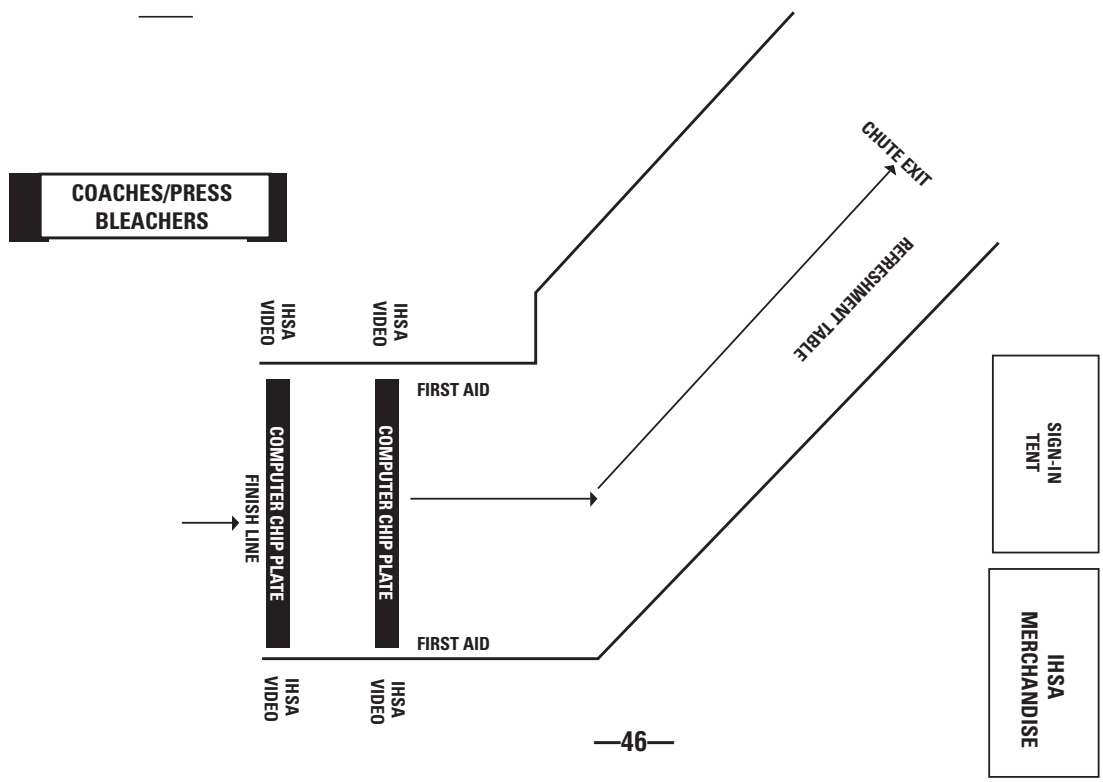 COACHES/PRESS
BLEACHERS
CHUTE EXIT
REFRESHMENT TABLE
IHSA
VIDEO
IHSA
VIDEO
FIRST AID
SIGN-IN
TENT
FINISH LINE
COMPUTER CHIP PLATE
COMPUTER CHIP PLATE
FIRST AID
IHSA
VIDEO
IHSA
VIDEO
IHSA
MERCHANDISE
—46—